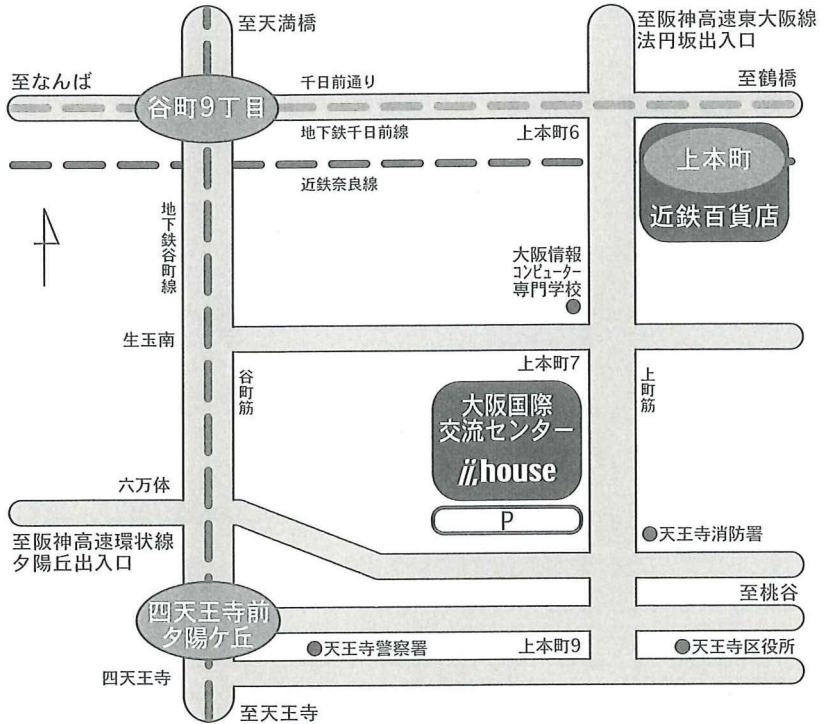 至天満橋
至阪神高速東大阪線
法円坂出入口
至なんば
千日前通り
至鶴橋
谷町9丁目
地下鉄千日前線
上本町6
上本町
近鉄奈良線
近鉄百貨店
地下鉄谷町線
大阪情報
コンピューター
専門学校
生玉南
上本町7
谷町筋
上町筋
大阪国際
交流センター
ii,house
六万体
P
天王寺消防署
至阪神高速環状線
夕陽丘出入口
至桃谷
四天王寺前
夕陽ケ丘
天王寺警察署
上本町9
天王寺区役所
四天王寺
至天王寺